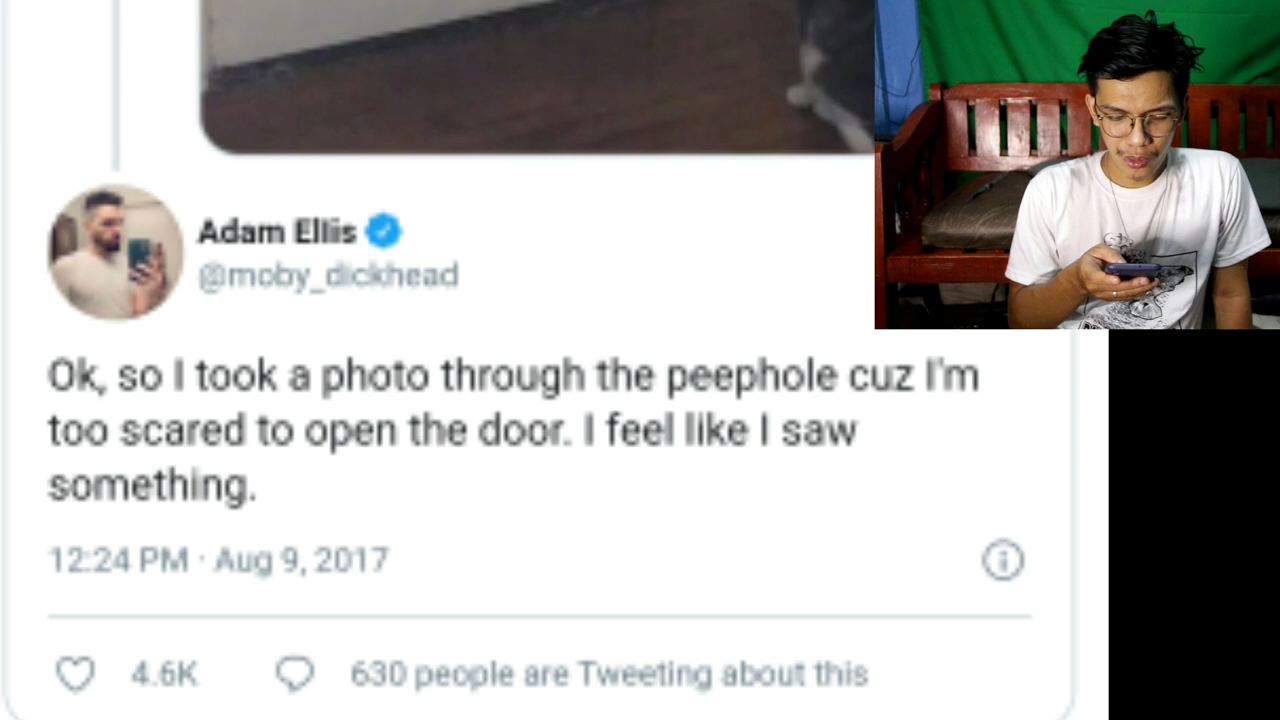 Adam Ellis
@moby_dickhead
Ok, so I took a photo through the peephole cuz I'm
too scared to open the door. I feel like I saw
something.
12:24 PM · Aug 9, 2017
4.6K
630 people are Tweeting about this